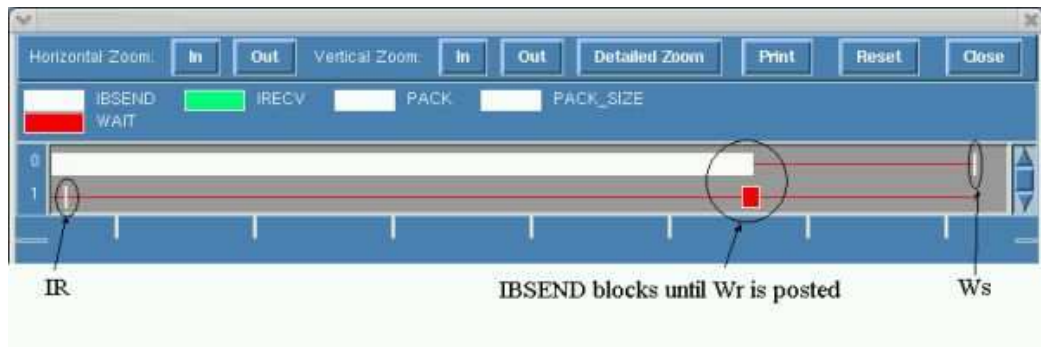 Horizontal Zoom: In Out Vertical Zoom: In Out Detailed Zoom Print Reset Close
IBSEND IRECV PACK PACK_SIZE
WAIT
0
1
IR IBSEND blocks until Wr is posted Ws